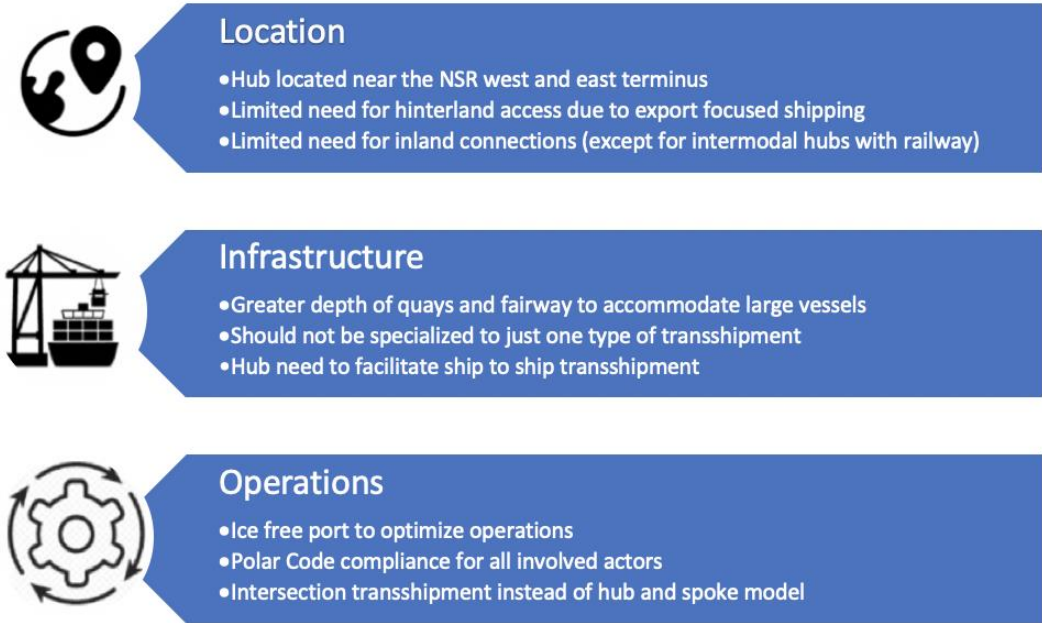 Location
•Hub located near the NSR west and east terminus
•Limited need for hinterland access due to export focused shipping
•Limited need for inland connections (except for intermodal hubs with railway)
Infrastructure
•Greater depth of quays and fairway to accommodate large vessels
•Should not be specialized to just one type of transshipment
•Hub need to facilitate ship to ship transshipment
Operations
•Ice free port to optimize operations
•Polar Code compliance for all involved actors
•Intersection transshipment instead of hub and spoke model